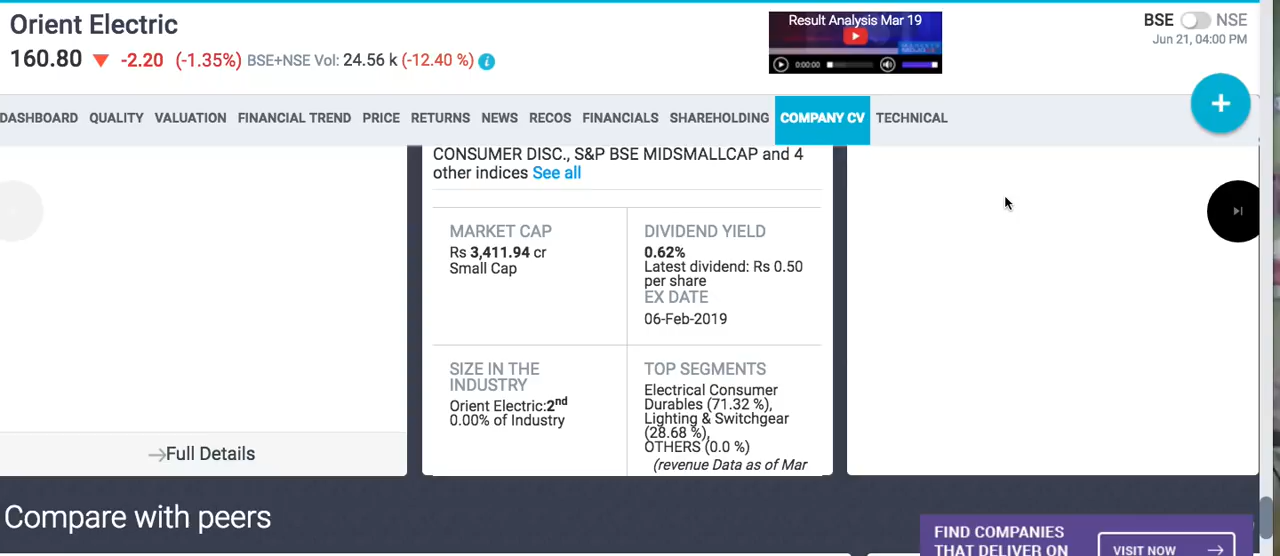 Orient Electric
160.80 ▼ -2.20 (-1.35%) BSE+NSE Vol: 24.56 k (-12.40 %) i
Result Analysis Mar 19
0:00:00
BSE NSE
Jun 21, 04:00 PM
+
DASHBOARD QUALITY VALUATION FINANCIAL TREND PRICE RETURNS NEWS RECOS FINANCIALS SHAREHOLDING COMPANY CV TECHNICAL
CONSUMER DISC., S&P BSE MIDSMALLCAP and 4
other indices See all
MARKET CAP
Rs 3,411.94 cr
Small Cap
DIVIDEND YIELD
0.62%
Latest dividend: Rs 0.50
per share
EX DATE
06-Feb-2019
SIZE IN THE
INDUSTRY
Orient Electric:2nd
0.00% of Industry
TOP SEGMENTS
Electrical Consumer
Durables (71.32 %),
Lighting & Switchgear
(28.68 %),
OTHERS (0.0 %)
(revenue Data as of Mar
→Full Details
Compare with peers
FIND COMPANIES
THAT DELIVER ON
VISIT NOW →